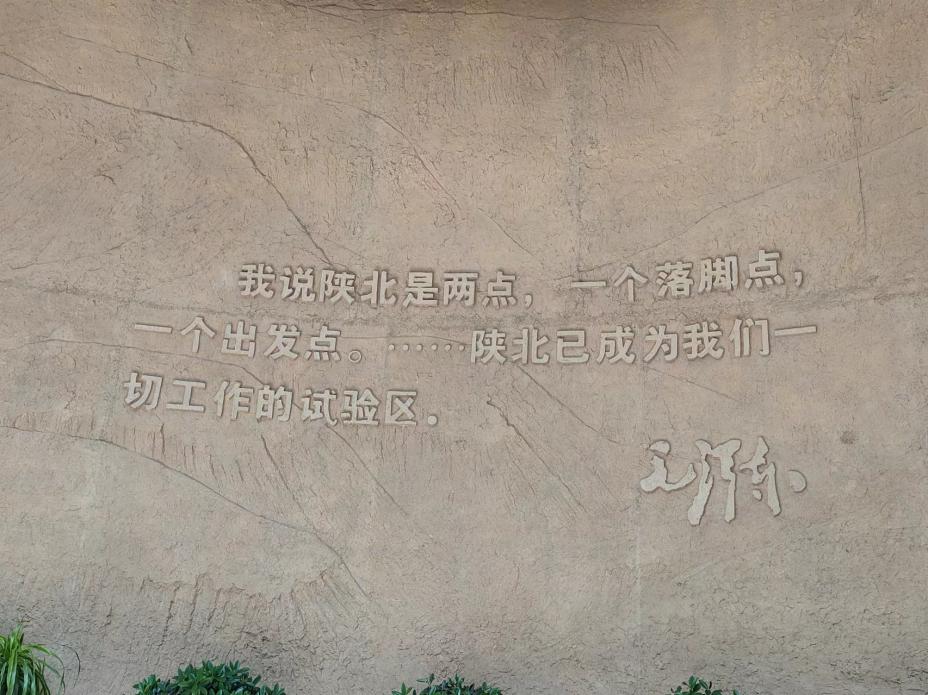 我说陕北是两点，一个落脚点，
一个出发点。……陕北已成为我们一
切工作的试验区．
毛泽东